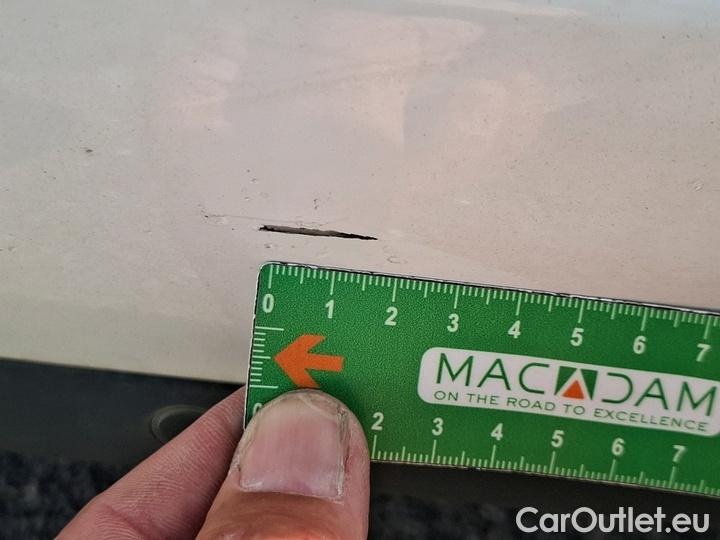 0 1 2 3 4 5 6 7
MACADAM
ON THE ROAD TO EXCELLENCE
2 3 4 5 6 7
CarOutlet.eu